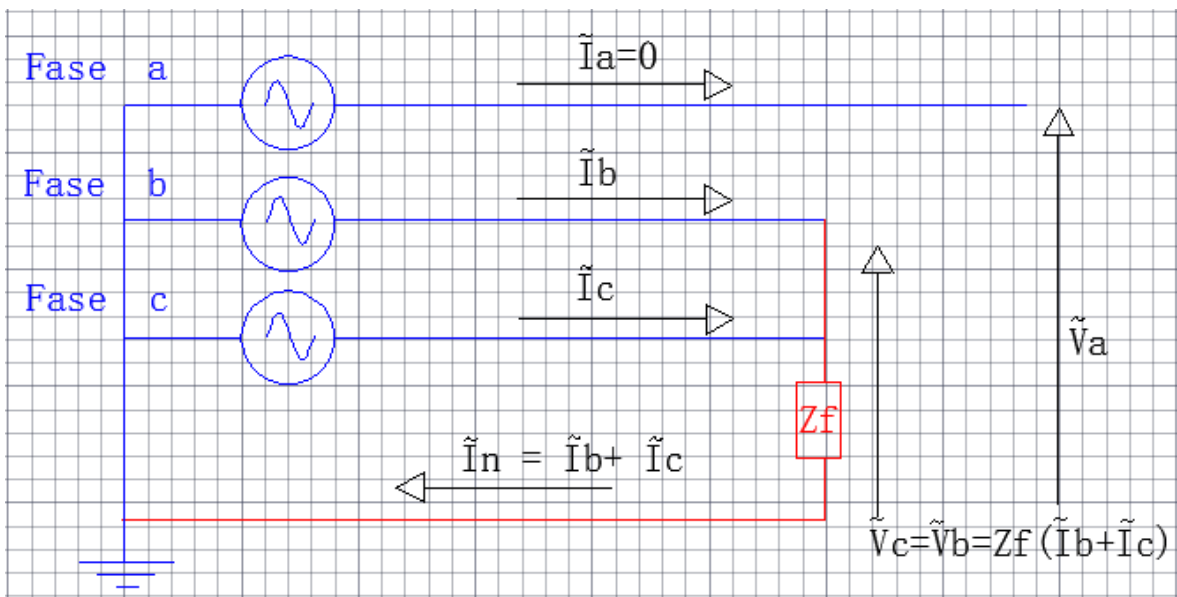 Fase a
Ĩa=0
Fase b
Ĩb
Fase c
Ĩc
Ṽa
Zf
Ĩn = Ĩb+ Ĩc
Ṽc=Ṽb=Zf(Ĩb+Ĩc)